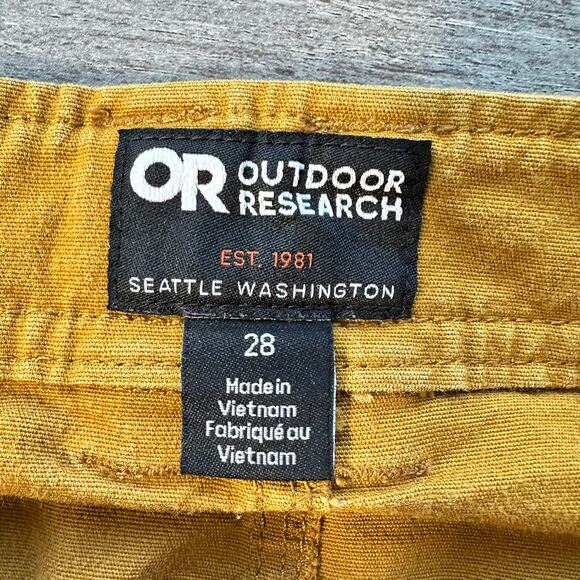 OR OUTDOOR
RESEARCH
EST. 1981
SEATTLE WASHINGTON
28
Made in
Vietnam
Fabriqué au
Vietnam